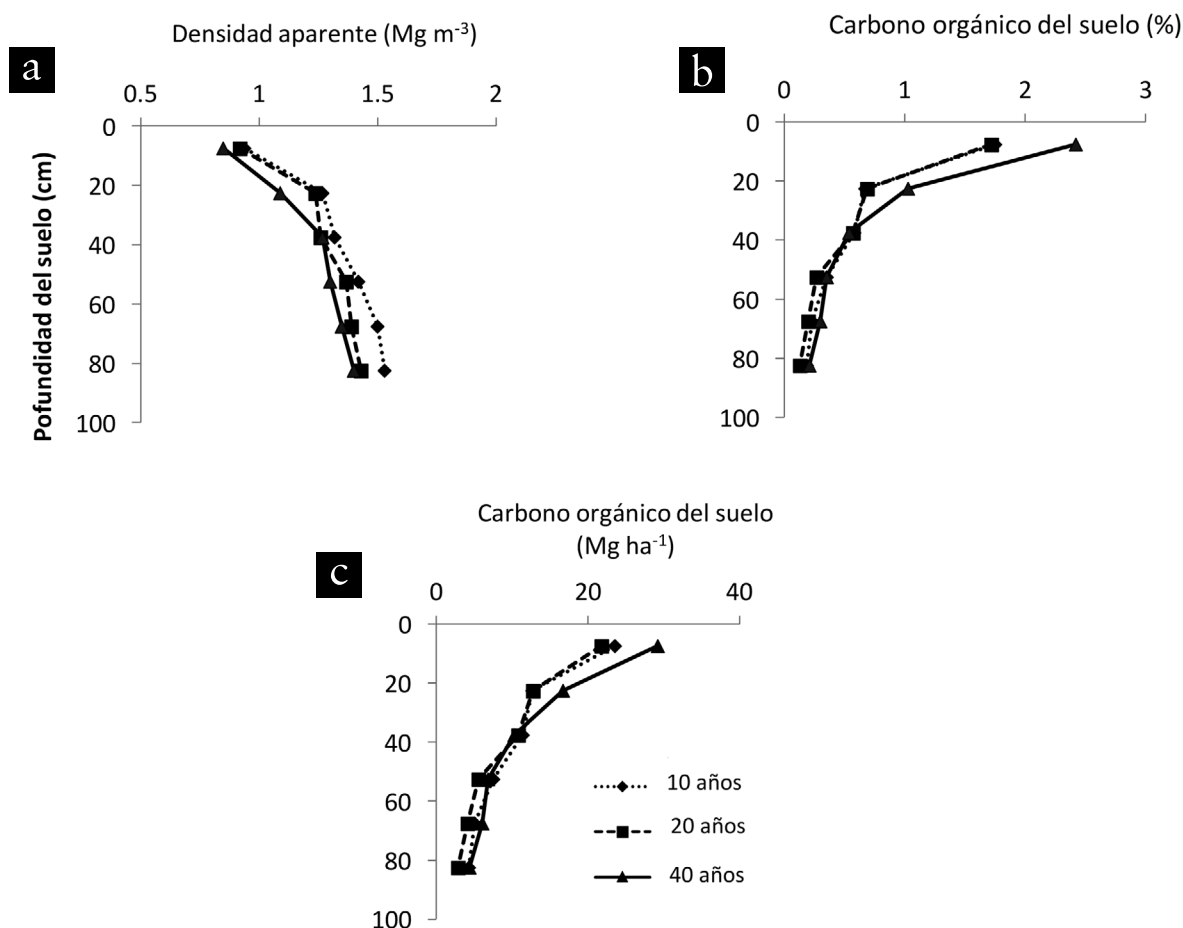 Densidad aparente (Mg m⁻³)
a
0.5 1 1.5 2
0
20
40
60
80
100
Pofundidad del suelo (cm)
Carbono orgánico del suelo (%)
b
0 1 2 3
0
20
40
60
80
100
Carbono orgánico del suelo
(Mg ha⁻¹)
c
0 20 40
0
20
40
60
80
100
10 años
20 años
40 años